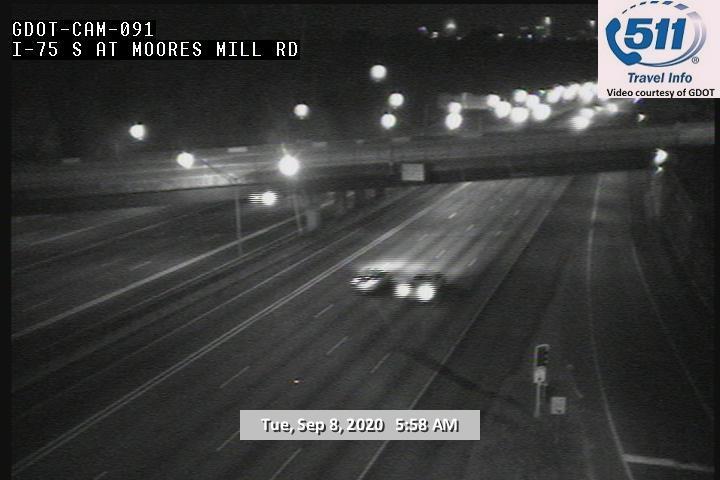 GDOT-CAM-091
I-75 S AT MOORES MILL RD
511®
Travel Info
Video courtesy of GDOT
Tue, Sep 8, 2020 5:58 AM